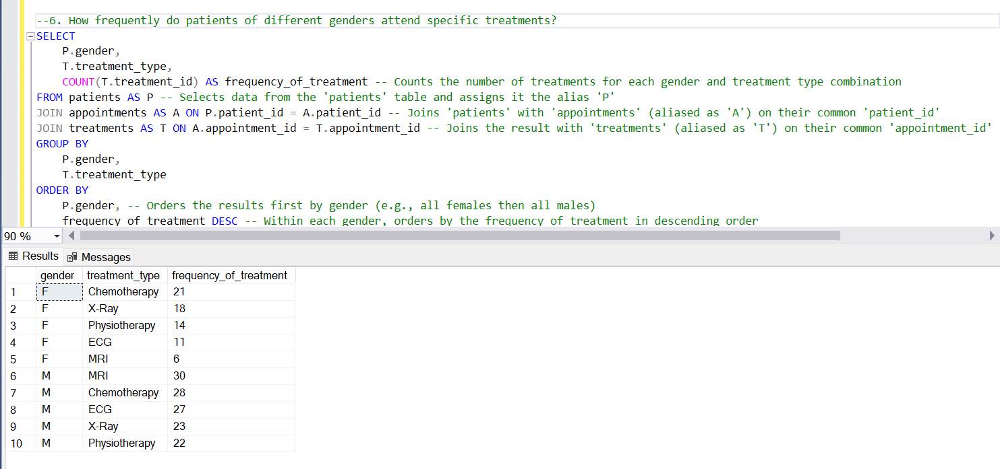 --6. How frequently do patients of different genders attend specific treatments?
SELECT
P.gender,
T.treatment_type,
COUNT(T.treatment_id) AS frequency_of_treatment -- Counts the number of treatments for each gender and treatment type combination
FROM patients AS P -- Selects data from the 'patients' table and assigns it the alias 'P'
JOIN appointments AS A ON P.patient_id = A.patient_id -- Joins 'patients' with 'appointments' (aliased as 'A') on their common 'patient_id'
JOIN treatments AS T ON A.appointment_id = T.appointment_id -- Joins the result with 'treatments' (aliased as 'T') on their common 'appointment_id'
GROUP BY
P.gender,
T.treatment_type
ORDER BY
P.gender, -- Orders the results first by gender (e.g., all females then all males)
frequency_of_treatment DESC -- Within each gender, orders by the frequency of treatment in descending order
90 %
Results Messages
gender treatment_type frequency_of_treatment
1 F Chemotherapy 21
2 F X-Ray 18
3 F Physiotherapy 14
4 F ECG 11
5 F MRI 6
6 M MRI 30
7 M Chemotherapy 28
8 M ECG 27
9 M X-Ray 23
10 M Physiotherapy 22